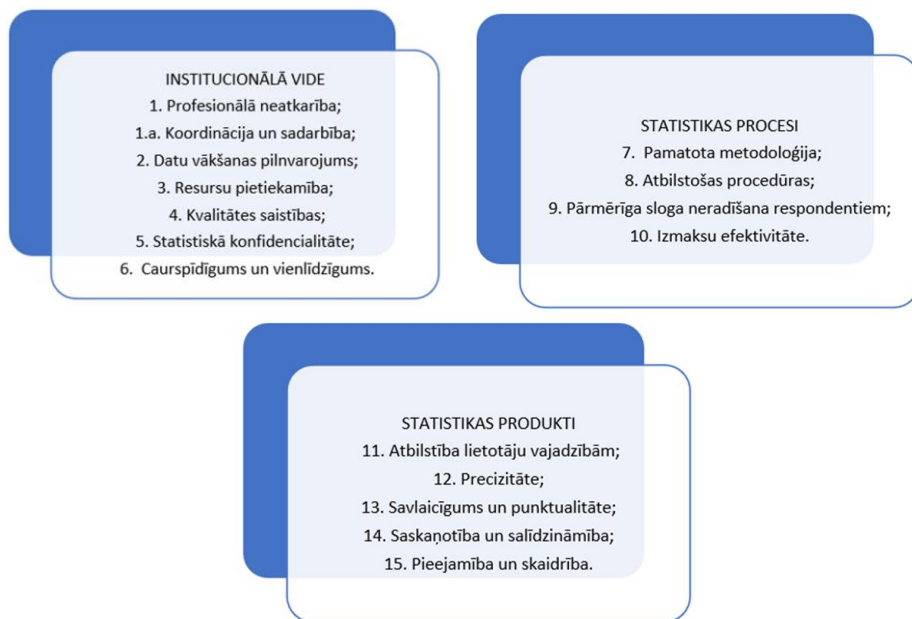 INSTITUCIONĀLĀ VIDE
1. Profesionālā neatkarība;
1.a. Koordinācija un sadarbība;
2. Datu vākšanas pilnvarojums;
3. Resursu pietiekamība;
4. Kvalitātes saistības;
5. Statistiskā konfidencialitāte;
6. Caurspīdīgums un vienlīdzīgums.
STATISTIKAS PROCESI
7. Pamatota metodoloģija;
8. Atbilstošas procedūras;
9. Pārmērīga sloga neradīšana respondentiem;
10. Izmaksu efektivitāte.
STATISTIKAS PRODUKTI
11. Atbilstība lietotāju vajadzībām;
12. Precizitāte;
13. Savlaicīgums un punktualitāte;
14. Saskaņotība un salīdzināmība;
15. Pieejamība un skaidrība.